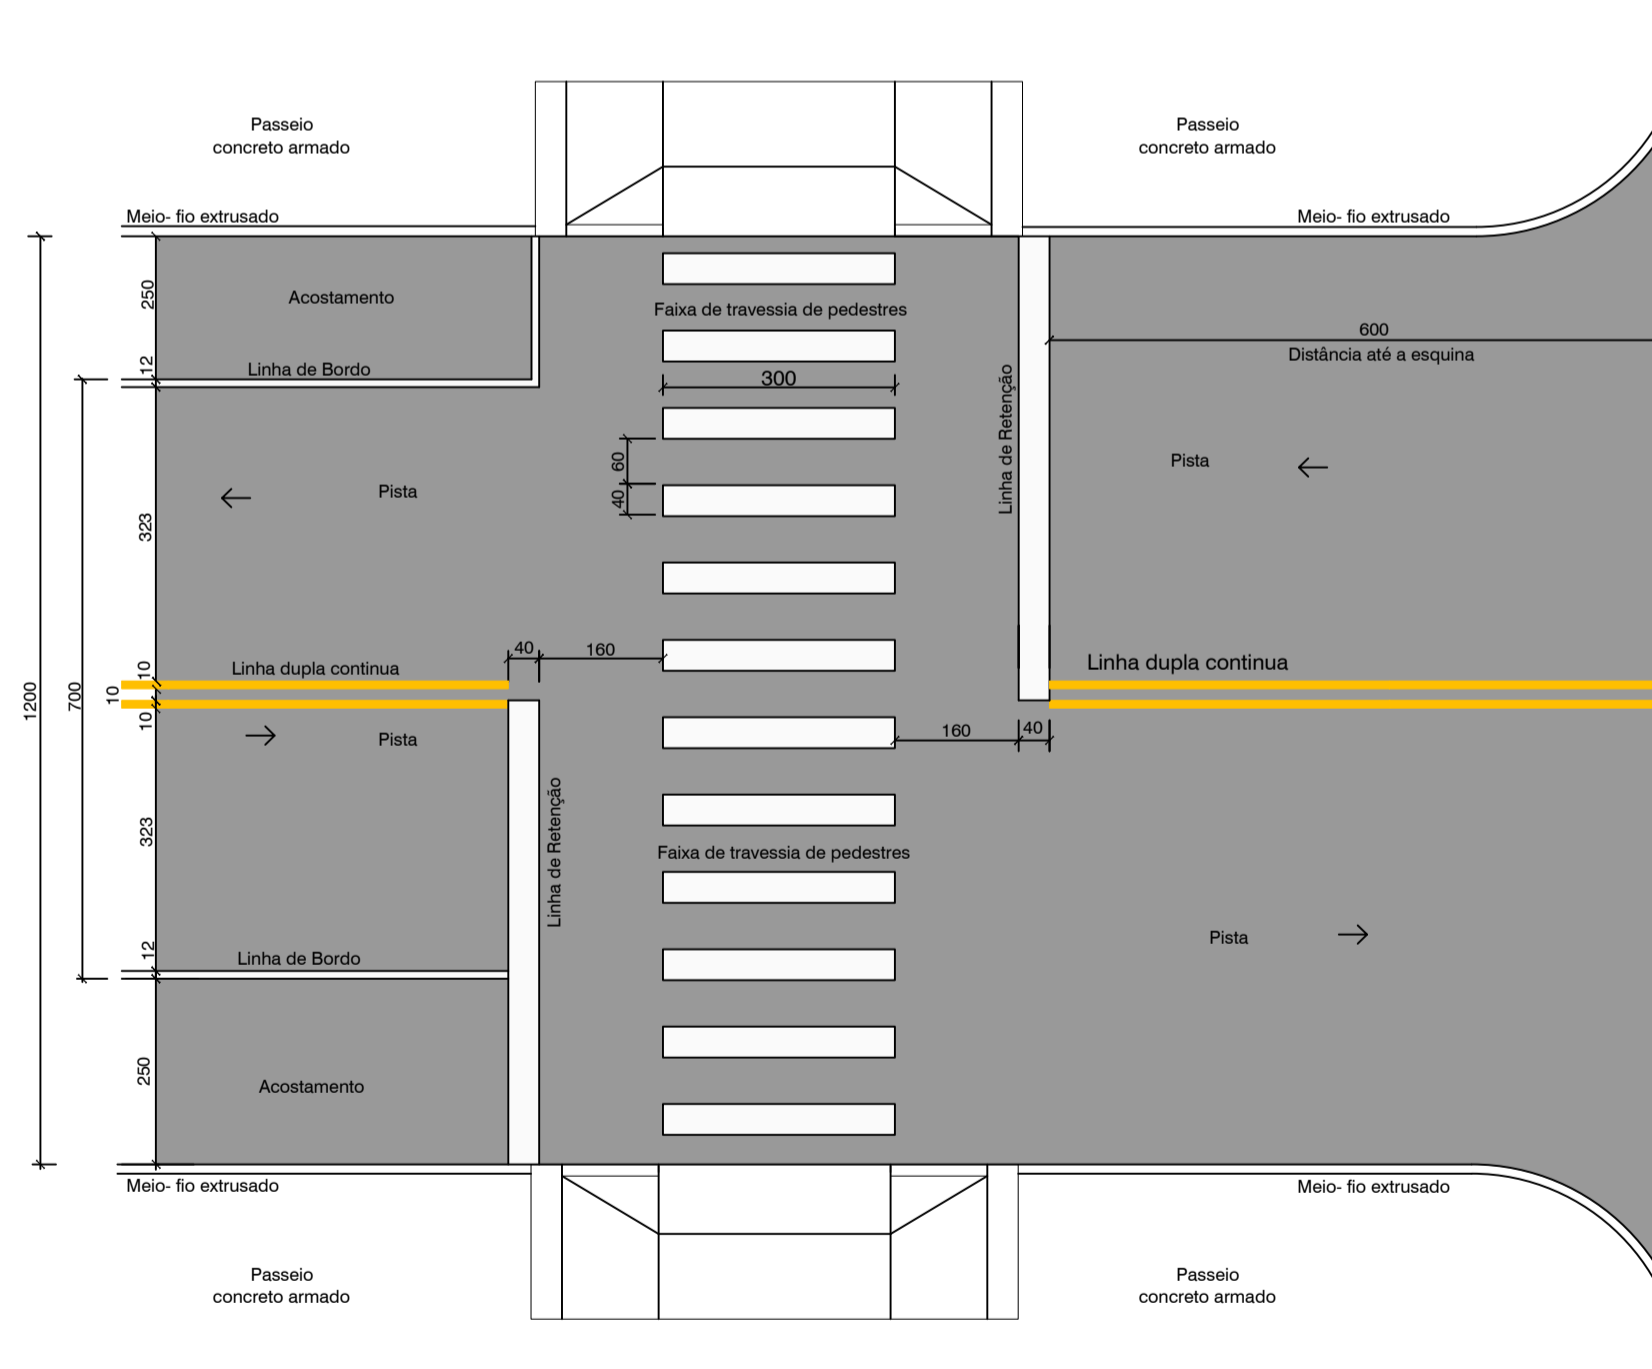 Passeio
concreto armado
Passeio
concreto armado
Meio- fio extrusado
Meio- fio extrusado
250
Acostamento
Faixa de travessia de pedestres
600
Distância até a esquina
12
Linha de Bordo
300
Linha de Retenção
60
40
Pista
Pista
323
40
160
Linha dupla continua
Linha dupla continua
10
1200
700
10
10
Pista
160
40
323
Linha de Retenção
Faixa de travessia de pedestres
Pista
12
Linha de Bordo
250
Acostamento
Meio- fio extrusado
Meio- fio extrusado
Passeio
concreto armado
Passeio
concreto armado